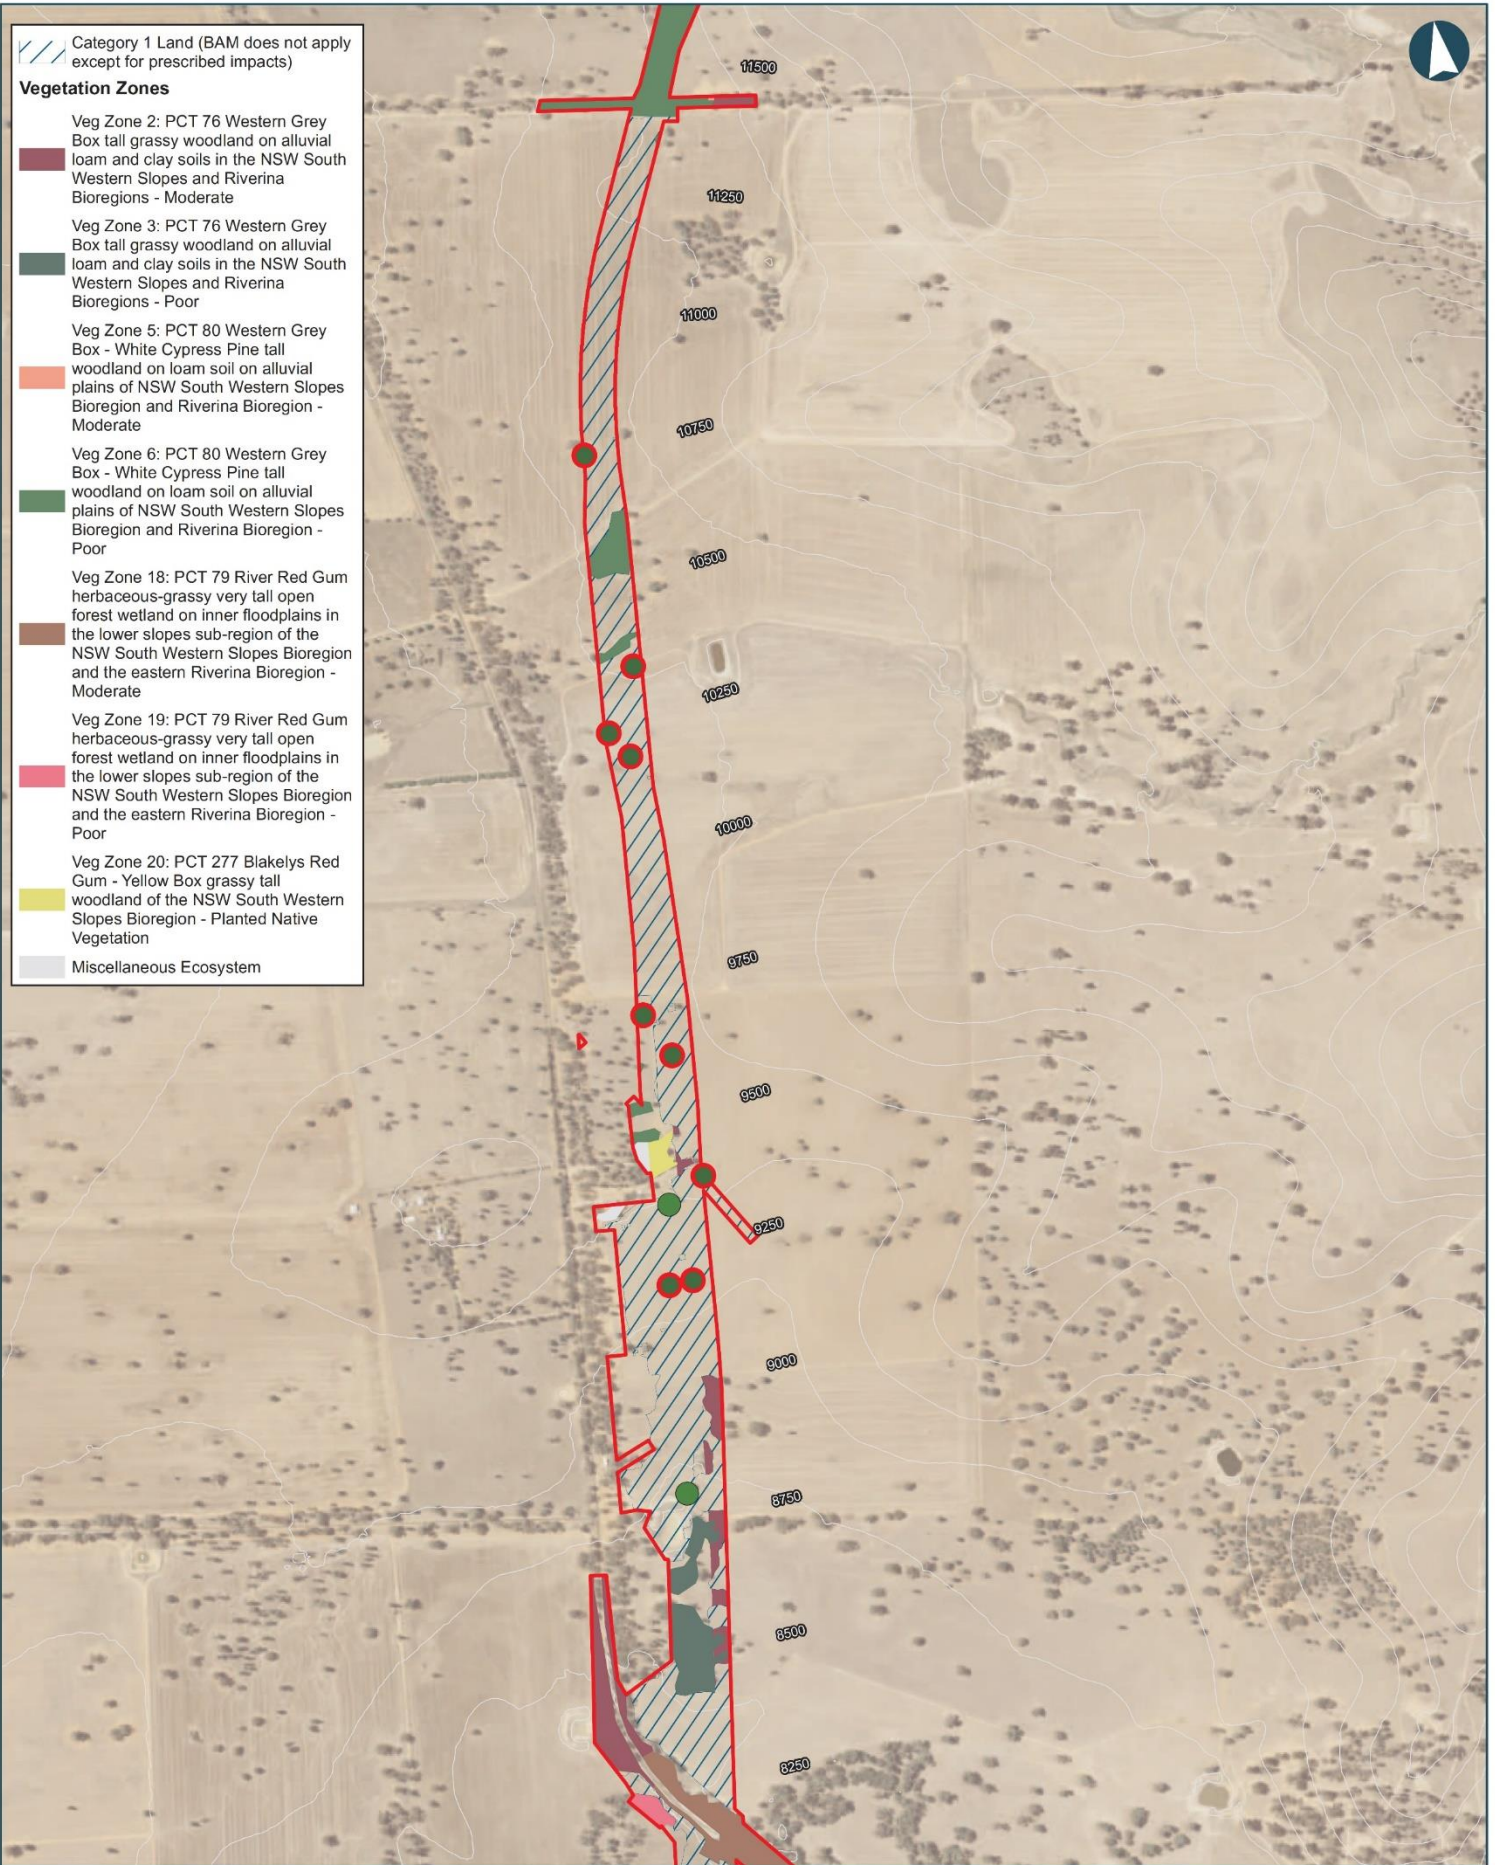 Category 1 Land (BAM does not apply
except for prescribed impacts)
Vegetation Zones
Veg Zone 2: PCT 76 Western Grey
Box tall grassy woodland on alluvial
loam and clay soils in the NSW South
Western Slopes and Riverina
Bioregions - Moderate
Veg Zone 3: PCT 76 Western Grey
Box tall grassy woodland on alluvial
loam and clay soils in the NSW South
Western Slopes and Riverina
Bioregions - Poor
Veg Zone 5: PCT 80 Western Grey
Box - White Cypress Pine tall
woodland on loam soil on alluvial
plains of NSW South Western Slopes
Bioregion and Riverina Bioregion -
Moderate
Veg Zone 6: PCT 80 Western Grey
Box - White Cypress Pine tall
woodland on loam soil on alluvial
plains of NSW South Western Slopes
Bioregion and Riverina Bioregion -
Poor
Veg Zone 18: PCT 79 River Red Gum
herbaceous-grassy very tall open
forest wetland on inner floodplains in
the lower slopes sub-region of the
NSW South Western Slopes Bioregion
and the eastern Riverina Bioregion -
Moderate
Veg Zone 19: PCT 79 River Red Gum
herbaceous-grassy very tall open
forest wetland on inner floodplains in
the lower slopes sub-region of the
NSW South Western Slopes Bioregion
and the eastern Riverina Bioregion -
Poor
Veg Zone 20: PCT 277 Blakelys Red
Gum - Yellow Box grassy tall
woodland of the NSW South Western
Slopes Bioregion - Planted Native
Vegetation
Miscellaneous Ecosystem
11500
11250
11000
10750
10500
10250
10000
9750
9500
9250
9000
8750
8500
8250